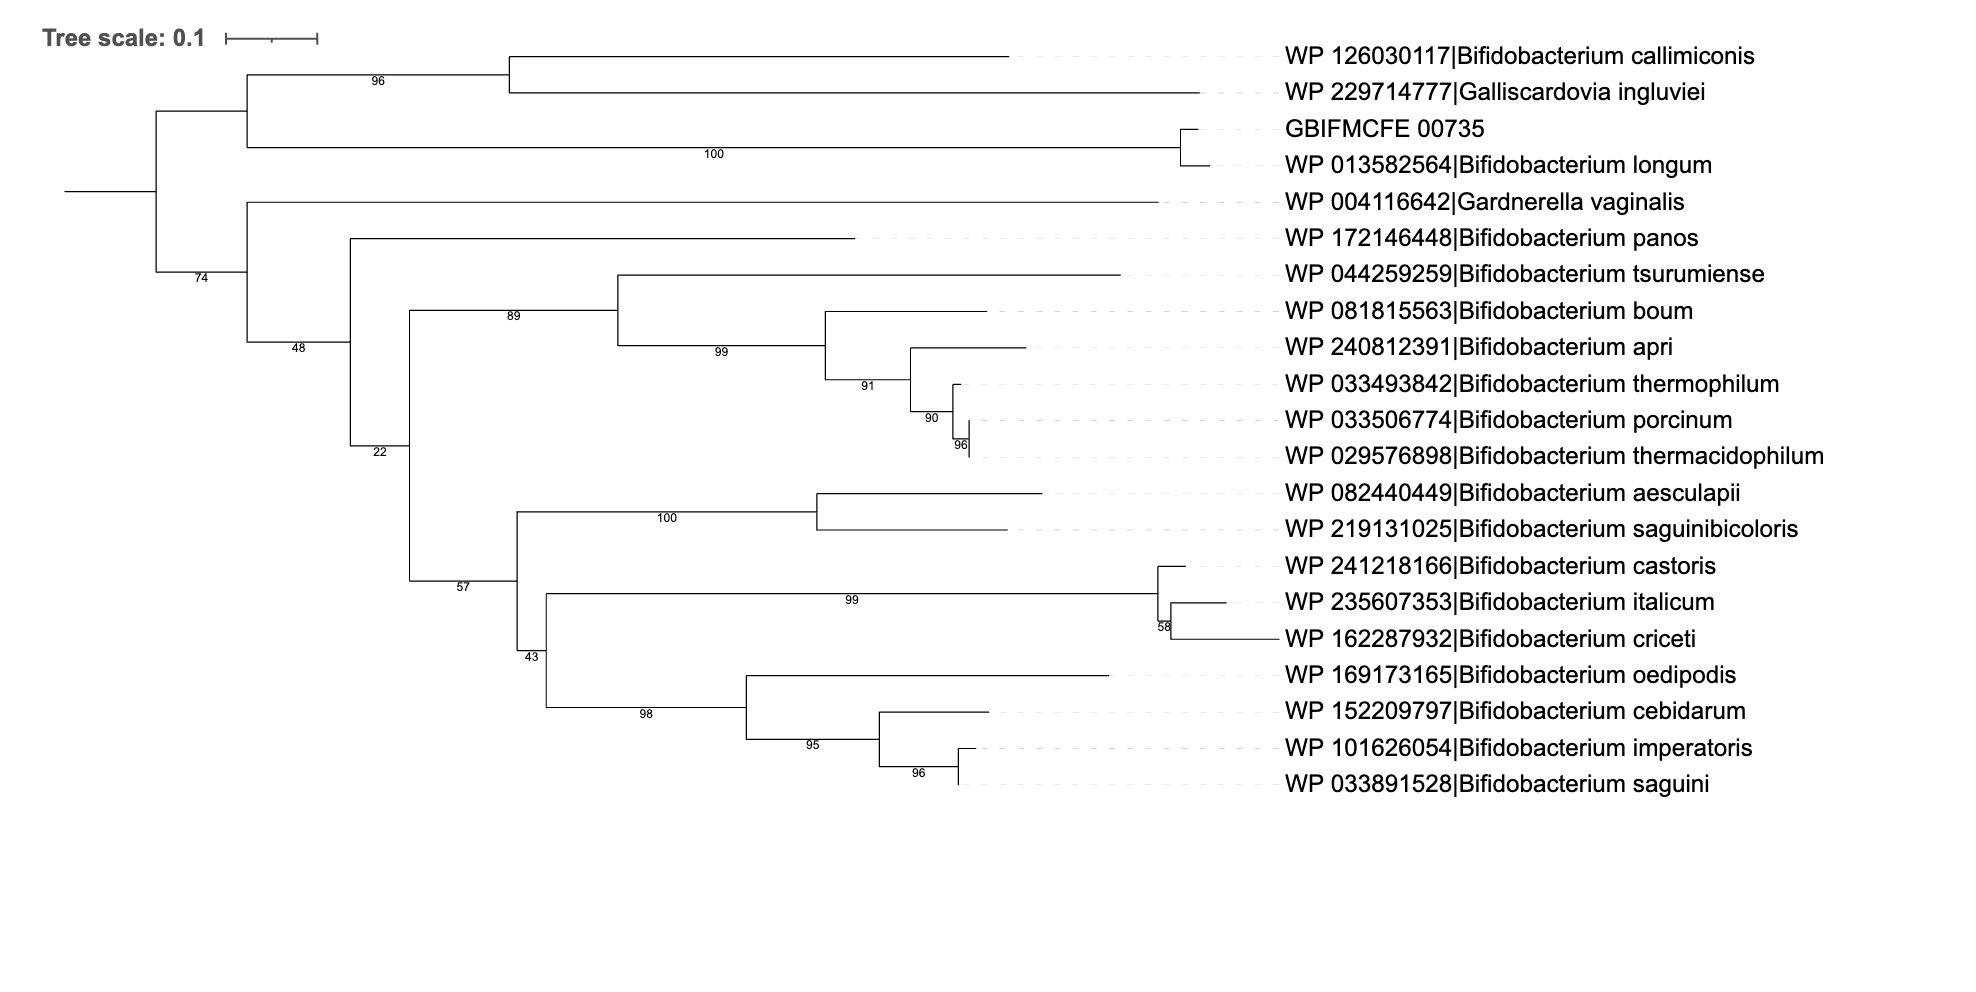 Tree scale: 0.1
WP 126030117|Bifidobacterium callimiconis
96
WP 229714777|Galliscardovia ingluviei
GBIFMCFE 00735
100
WP 013582564|Bifidobacterium longum
WP 004116642|Gardnerella vaginalis
WP 172146448|Bifidobacterium panos
74
WP 044259259|Bifidobacterium tsurumiense
WP 081815563|Bifidobacterium boum
89
48
WP 240812391|Bifidobacterium apri
99
WP 033493842|Bifidobacterium thermophilum
91
WP 033506774|Bifidobacterium porcinum
90
96
22
WP 029576898|Bifidobacterium thermacidophilum
WP 082440449|Bifidobacterium aesculapii
100
WP 219131025|Bifidobacterium saguinibicoloris
WP 241218166|Bifidobacterium castoris
57
WP 235607353|Bifidobacterium italicum
99
58
WP 162287932|Bifidobacterium criceti
43
WP 169173165|Bifidobacterium oedipodis
WP 152209797|Bifidobacterium cebidarum
98
WP 101626054|Bifidobacterium imperatoris
95
96
WP 033891528|Bifidobacterium saguini